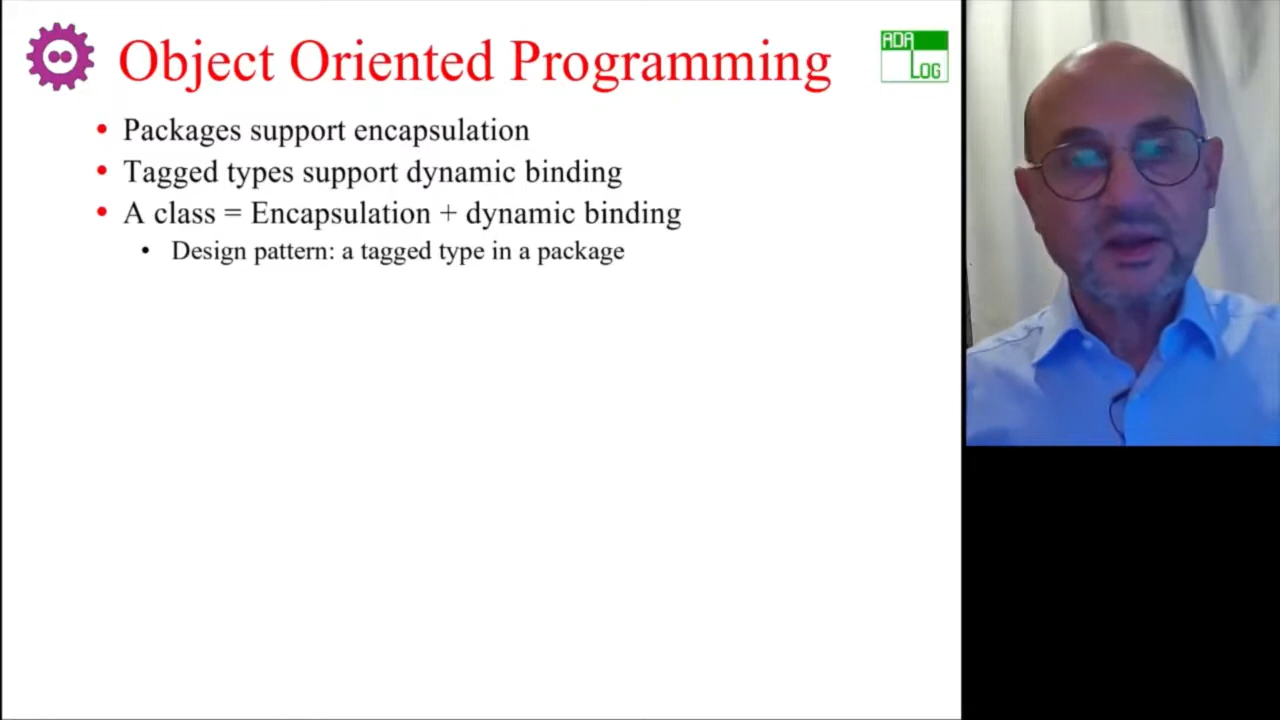 Object Oriented Programming
ADA
LOG
• Packages support encapsulation
• Tagged types support dynamic binding
• A class = Encapsulation + dynamic binding
• Design pattern: a tagged type in a package